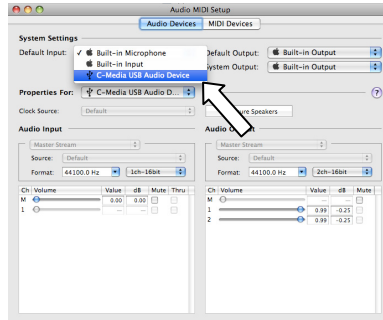 Audio MIDI Setup
Audio Devices MIDI Devices
System Settings
Default Input: ✓ Built-in Microphone
Built-in Input
C-Media USB Audio Device
Default Output: Built-in Output
System Output: Built-in Output
Properties For: C-Media USB Audio D... ?
Clock Source: Default
ure Speakers
Audio Input
Audio O t
Master Stream
Source: Default
Format: 44100.0 Hz 1ch-16bit
Master Stream
Source: Default
Format: 44100.0 Hz 2ch-16bit
Ch Volume Value dB Mute Thru
M 0.00 0.00
1 — —
Ch Volume Value dB Mute
M — —
1 0.99 -0.25
2 0.99 -0.25